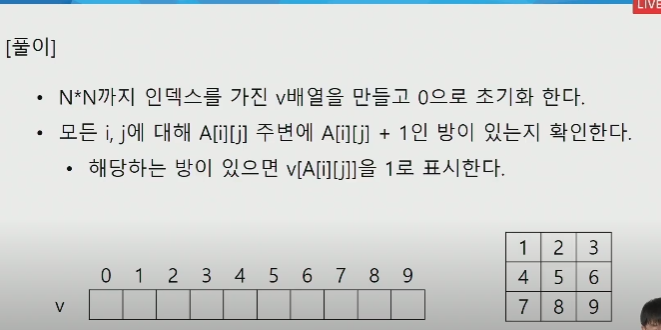 LIVE
[풀이]
• N*N까지 인덱스를 가진 v배열을 만들고 0으로 초기화 한다.
• 모든 i, j에 대해 A[i][j] 주변에 A[i][j] + 1인 방이 있는지 확인한다.
• 해당하는 방이 있으면 v[A[i][j]]을 1로 표시한다.
1 2 3
4 5 6
7 8 9
0 1 2 3 4 5 6 7 8 9
v